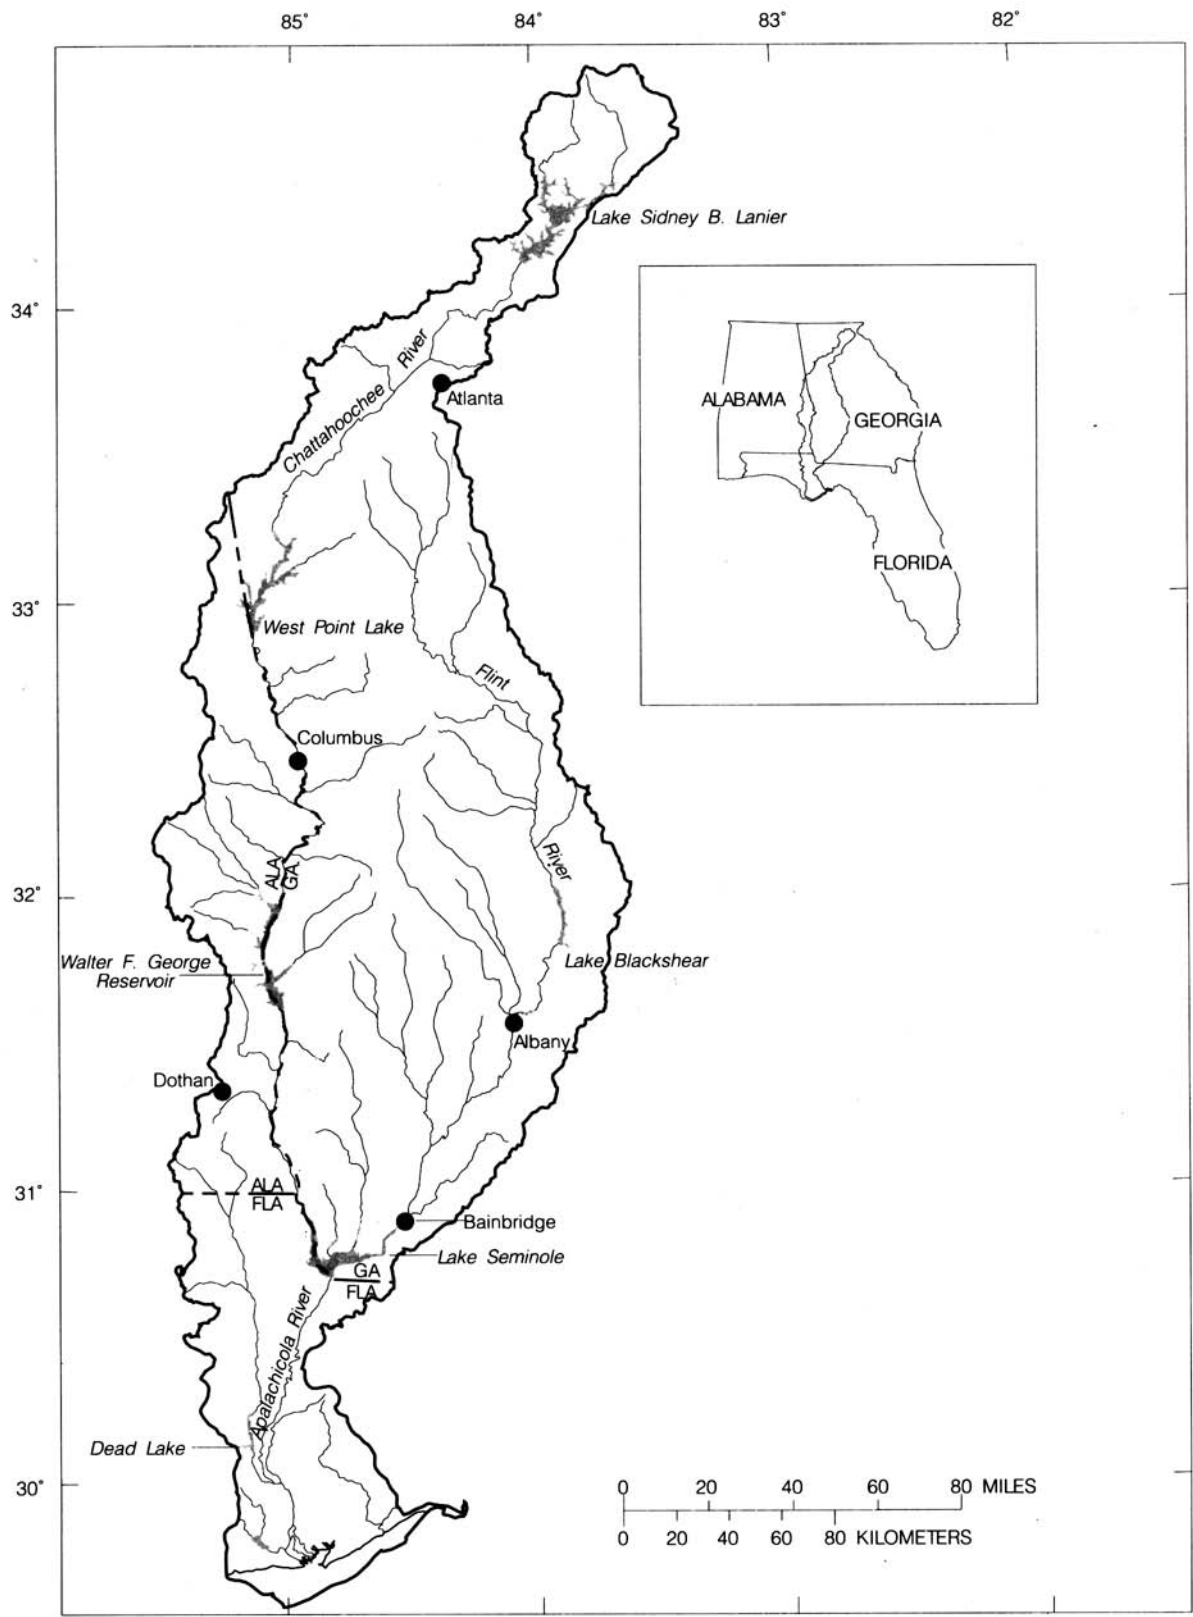 85°
84°
83°
82°
Lake Sidney B. Lanier
34°
Chattahoochee River
Atlanta
ALABAMA
GEORGIA
FLORIDA
33°
West Point Lake
Flint
Columbus
River
ALA
GA.
32°
Walter F. George
Reservoir
Lake Blackshear
Albany
Dothan
31°
ALA
FLA
Bainbridge
Lake Seminole
GA
FLA
Apalachicola River
Dead Lake
30°
0 20 40 60 80 MILES
0 20 40 60 80 KILOMETERS